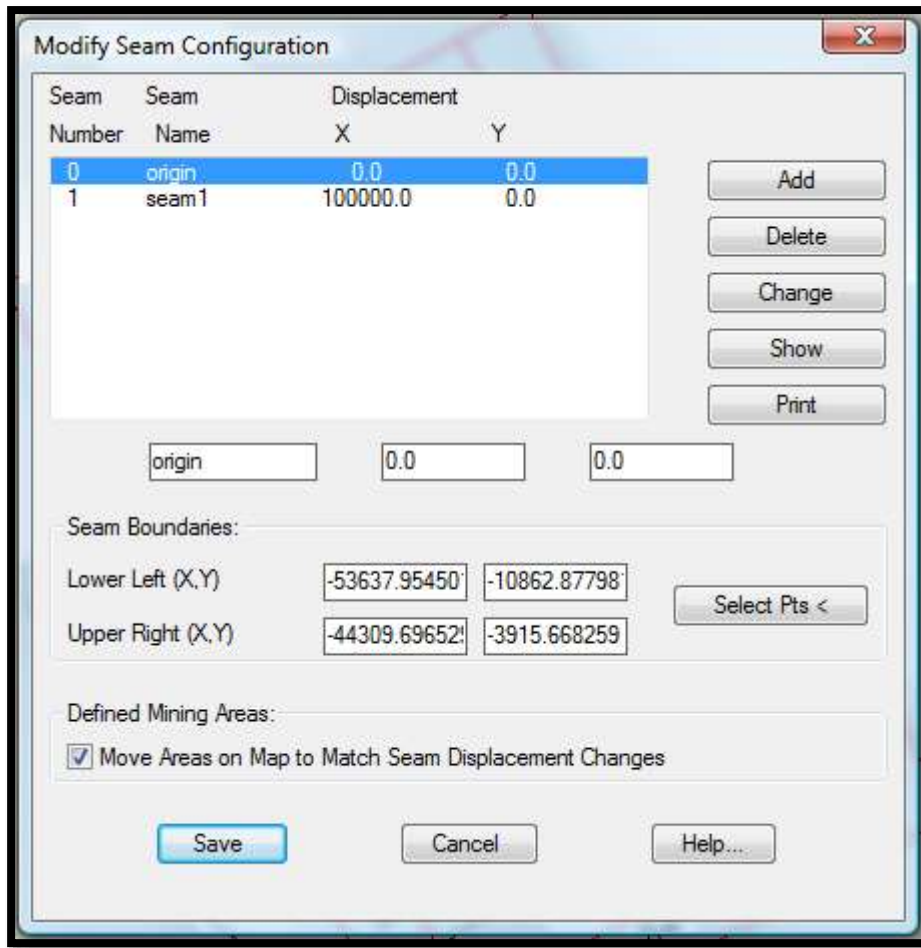 Modify Seam Configuration
Seam Seam Displacement
Number Name X Y
0 origin 0.0 0.0
1 seam1 100000.0 0.0
Add
Delete
Change
Show
Print
origin 0.0 0.0
Seam Boundaries:
Lower Left (X,Y) -53637.95450 -10862.87798
Upper Right (X,Y) -44309.69652 -3915.668259
Select Pts <
Defined Mining Areas:
Move Areas on Map to Match Seam Displacement Changes
Save Cancel Help...